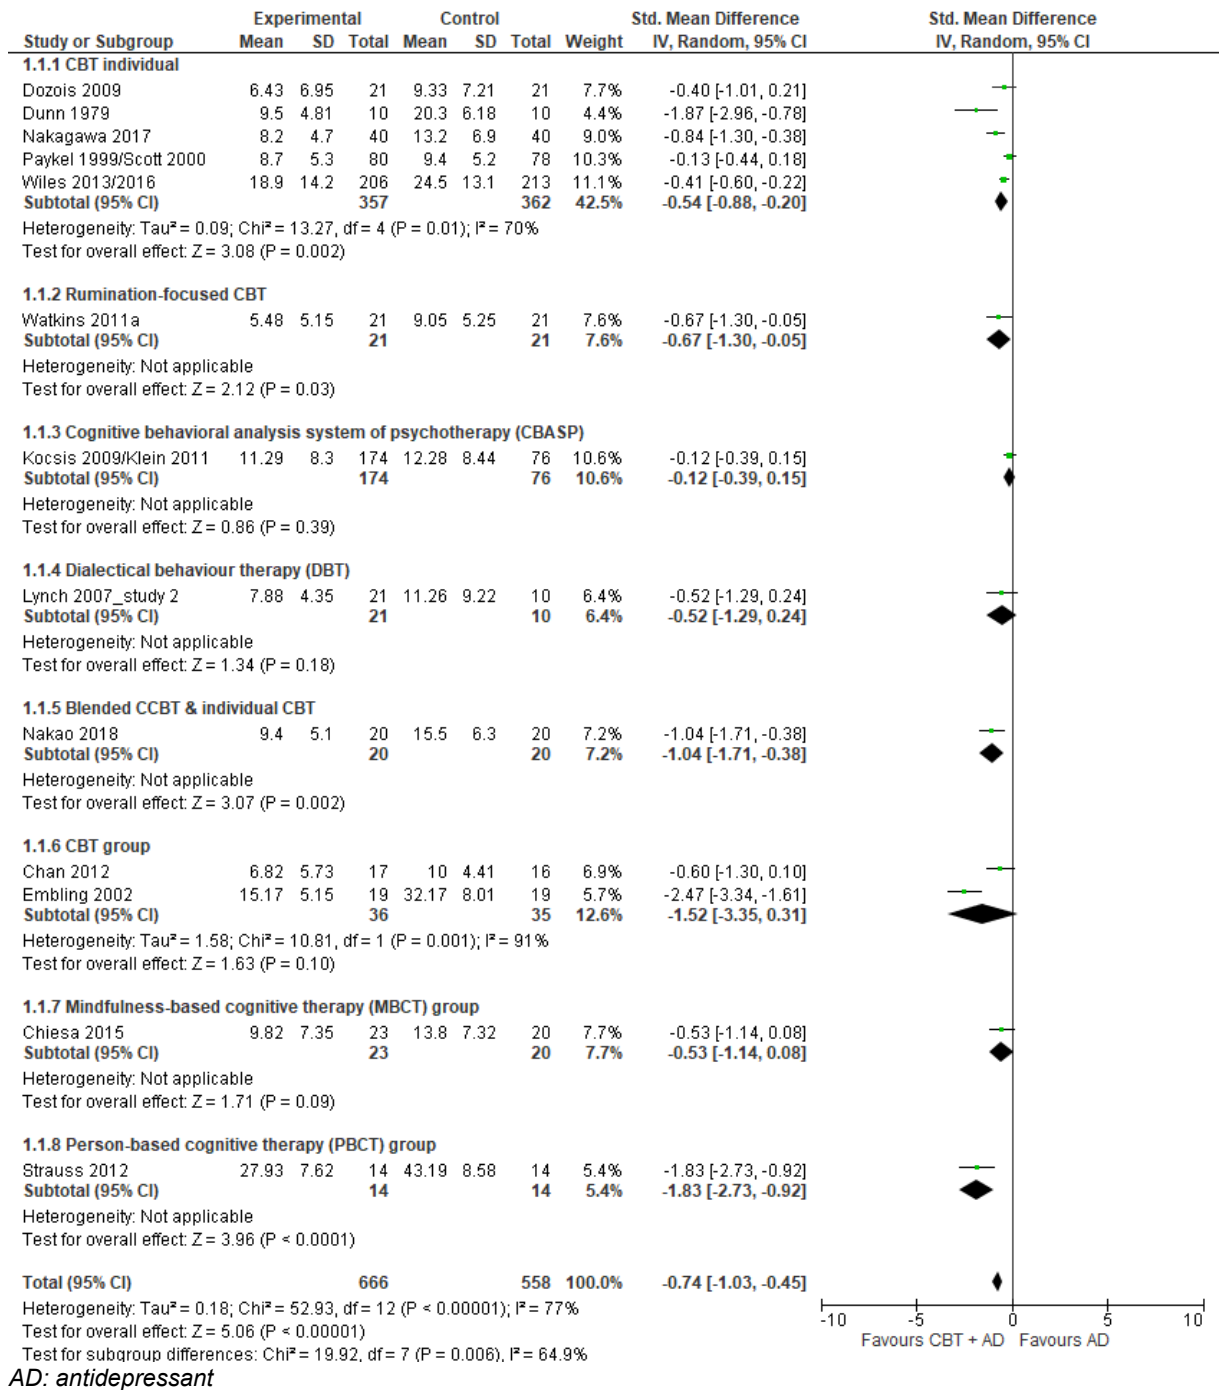 Experimental Control Std. Mean Difference Std. Mean Difference
Study or Subgroup Mean SD Total Mean SD Total Weight IV, Random, 95% CI IV, Random, 95% CI
1.1.1 CBT individual
Dozois 2009 6.43 6.95 21 9.33 7.21 21 7.7% -0.40 [-1.01, 0.21]
Dunn 1979 9.5 4.81 10 20.3 6.18 10 4.4% -1.87 [-2.96, -0.78]
Nakagawa 2017 8.2 4.7 40 13.2 6.9 40 9.0% -0.84 [-1.30, -0.38]
Paykel 1999/Scott 2000 8.7 5.3 80 9.4 5.2 78 10.3% -0.13 [-0.44, 0.18]
Wiles 2013/2016 18.9 14.2 206 24.5 13.1 213 11.1% -0.41 [-0.60, -0.22]
Subtotal (95% CI) 357 362 42.5% -0.54 [-0.88, -0.20]
Heterogeneity: Tau² = 0.09; Chi² = 13.27, df = 4 (P = 0.01); I² = 70%
Test for overall effect: Z = 3.08 (P = 0.002)
1.1.2 Rumination-focused CBT
Watkins 2011a 5.48 5.15 21 9.05 5.25 21 7.6% -0.67 [-1.30, -0.05]
Subtotal (95% CI) 21 21 7.6% -0.67 [-1.30, -0.05]
Heterogeneity: Not applicable
Test for overall effect: Z = 2.12 (P = 0.03)
1.1.3 Cognitive behavioral analysis system of psychotherapy (CBASP)
Kocsis 2009/Klein 2011 11.29 8.3 174 12.28 8.44 76 10.6% -0.12 [-0.39, 0.15]
Subtotal (95% CI) 174 76 10.6% -0.12 [-0.39, 0.15]
Heterogeneity: Not applicable
Test for overall effect: Z = 0.86 (P = 0.39)
1.1.4 Dialectical behaviour therapy (DBT)
Lynch 2007_study 2 7.88 4.35 21 11.26 9.22 10 6.4% -0.52 [-1.29, 0.24]
Subtotal (95% CI) 21 10 6.4% -0.52 [-1.29, 0.24]
Heterogeneity: Not applicable
Test for overall effect: Z = 1.34 (P = 0.18)
1.1.5 Blended CCBT & individual CBT
Nakao 2018 9.4 5.1 20 15.5 6.3 20 7.2% -1.04 [-1.71, -0.38]
Subtotal (95% CI) 20 20 7.2% -1.04 [-1.71, -0.38]
Heterogeneity: Not applicable
Test for overall effect: Z = 3.07 (P = 0.002)
1.1.6 CBT group
Chan 2012 6.82 5.73 17 10 4.41 16 6.9% -0.60 [-1.30, 0.10]
Embling 2002 15.17 5.15 19 32.17 8.01 19 5.7% -2.47 [-3.34, -1.61]
Subtotal (95% CI) 36 35 12.6% -1.52 [-3.35, 0.31]
Heterogeneity: Tau² = 1.58; Chi² = 10.81, df = 1 (P = 0.001); I² = 91%
Test for overall effect: Z = 1.63 (P = 0.10)
1.1.7 Mindfulness-based cognitive therapy (MBCT) group
Chiesa 2015 9.82 7.35 23 13.8 7.32 20 7.7% -0.53 [-1.14, 0.08]
Subtotal (95% CI) 23 20 7.7% -0.53 [-1.14, 0.08]
Heterogeneity: Not applicable
Test for overall effect: Z = 1.71 (P = 0.09)
1.1.8 Person-based cognitive therapy (PBCT) group
Strauss 2012 27.93 7.62 14 43.19 8.58 14 5.4% -1.83 [-2.73, -0.92]
Subtotal (95% CI) 14 14 5.4% -1.83 [-2.73, -0.92]
Heterogeneity: Not applicable
Test for overall effect: Z = 3.96 (P < 0.0001)
Total (95% CI) 666 558 100.0% -0.74 [-1.03, -0.45]
Heterogeneity: Tau² = 0.18; Chi² = 52.93, df = 12 (P < 0.00001); I² = 77%
Test for overall effect: Z = 5.06 (P < 0.00001)
Test for subgroup differences: Chi² = 19.92, df = 7 (P = 0.006), I² = 64.9%
-10 -5 0 5 10
Favours CBT + AD Favours AD
AD: antidepressant